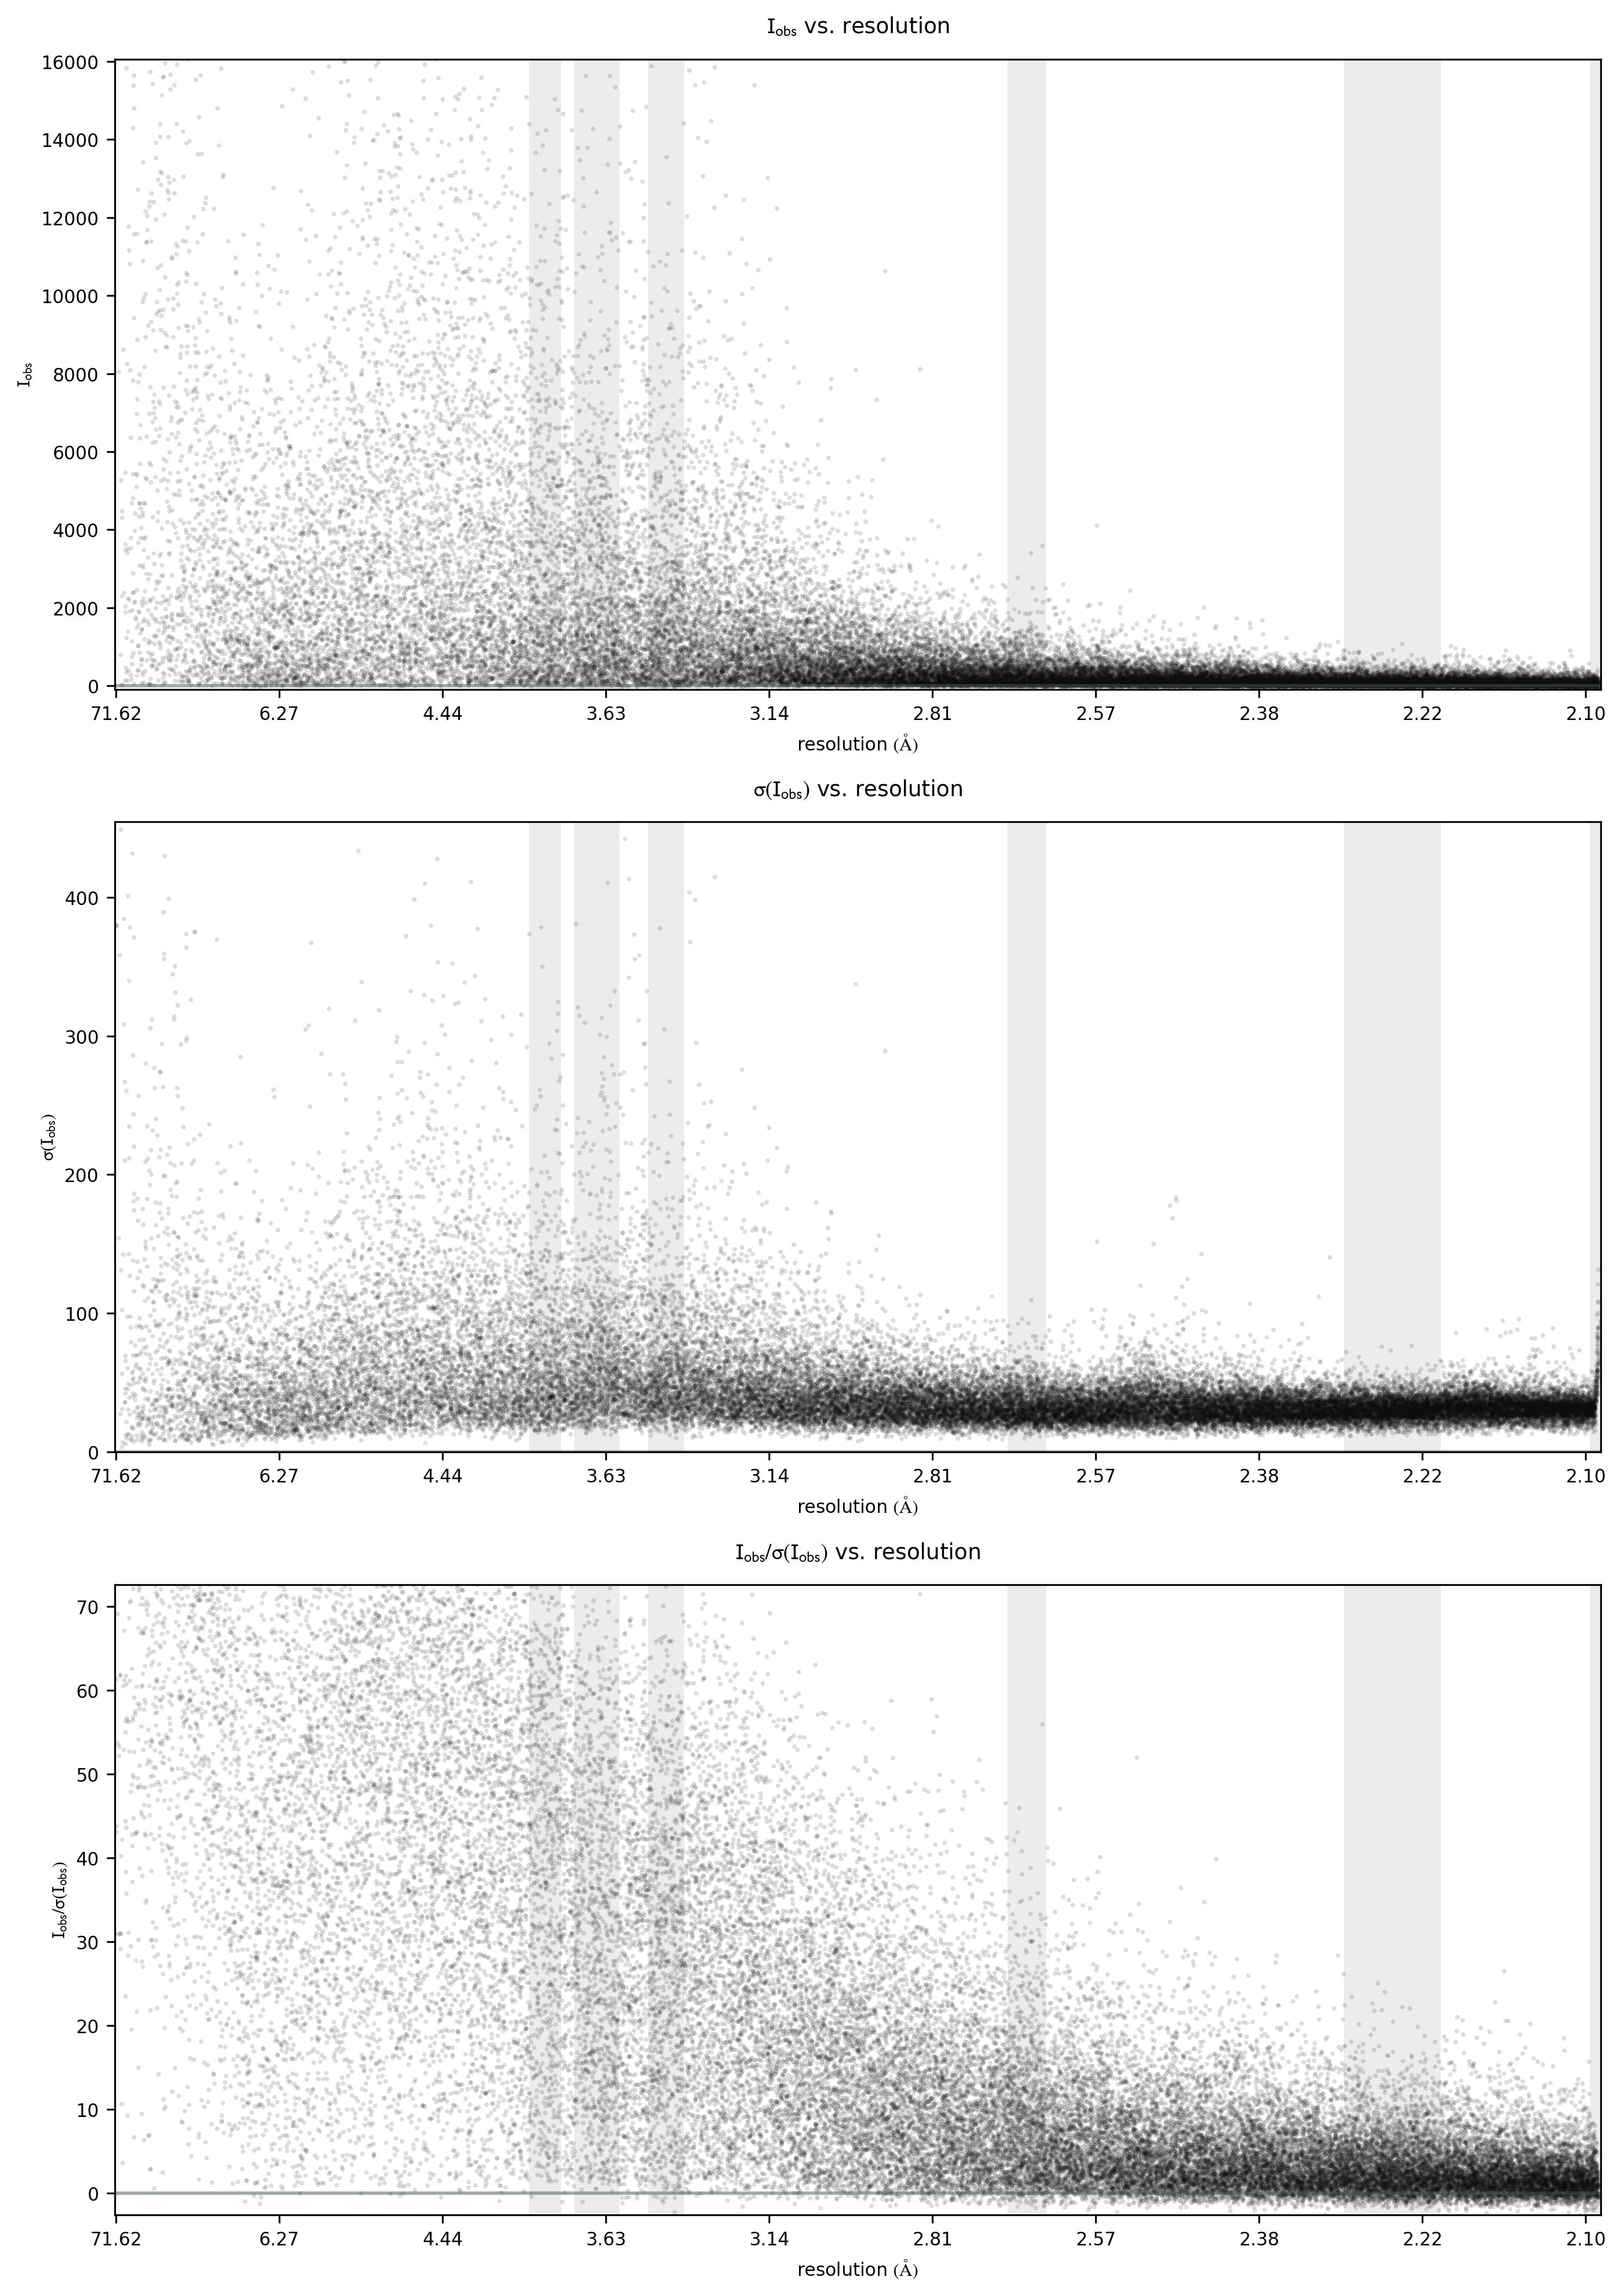 Iobs vs. resolution
16000
14000
12000
10000
8000
6000
4000
2000
0
Iobs
71.62 6.27 4.44 3.63 3.14 2.81 2.57 2.38 2.22 2.10
resolution (Å)
σ(Iobs) vs. resolution
400
300
200
100
0
σ(Iobs)
71.62 6.27 4.44 3.63 3.14 2.81 2.57 2.38 2.22 2.10
resolution (Å)
Iobs/σ(Iobs) vs. resolution
70
60
50
40
30
20
10
0
Iobs/σ(Iobs)
71.62 6.27 4.44 3.63 3.14 2.81 2.57 2.38 2.22 2.10
resolution (Å)